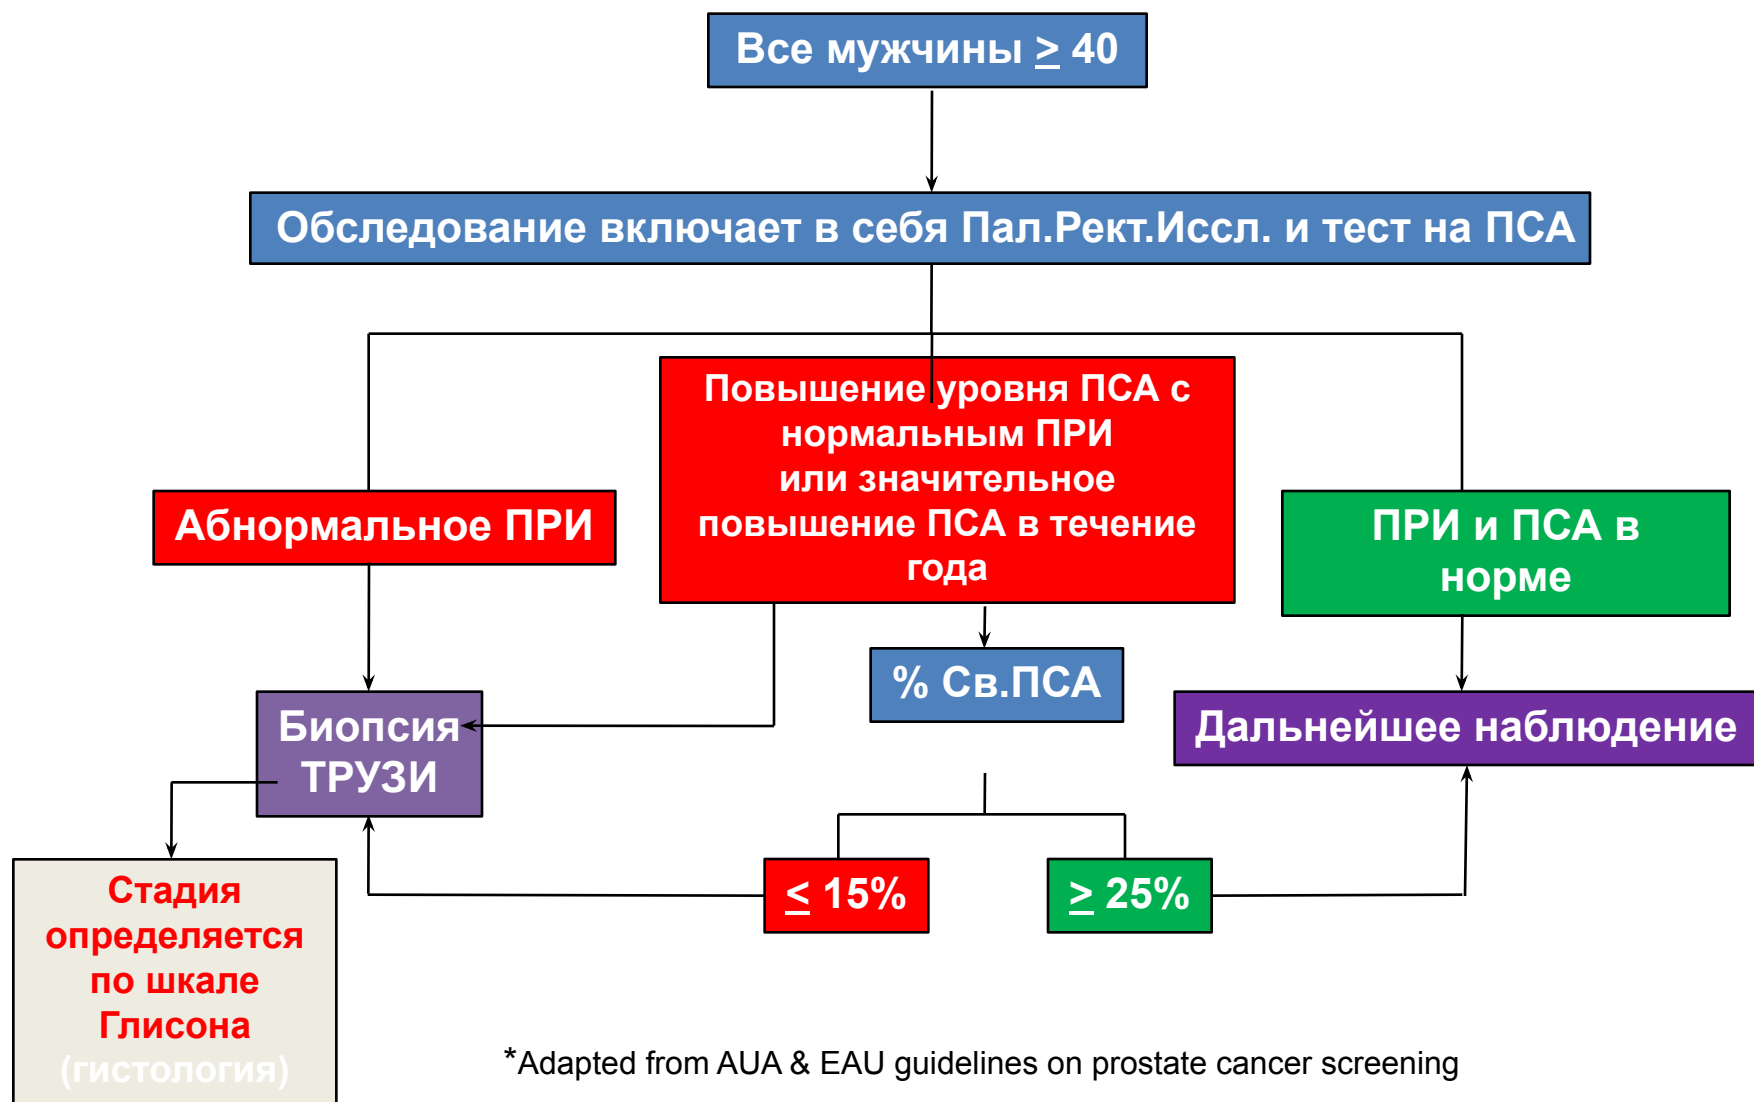 Все мужчины ≥ 40
Обследование включает в себя Пал.Рект.Иссл. и тест на ПСА
Повышение уровня ПСА с
нормальным ПРИ
или значительное
повышение ПСА в течение
года
Абнормальное ПРИ
ПРИ и ПСА в
норме
% Св.ПСА
Биопсия
ТРУЗИ
Дальнейшее наблюдение
≤ 15%
≥ 25%
Стадия
определяется
по шкале
Глисона
(гистология)
*Adapted from AUA & EAU guidelines on prostate cancer screening